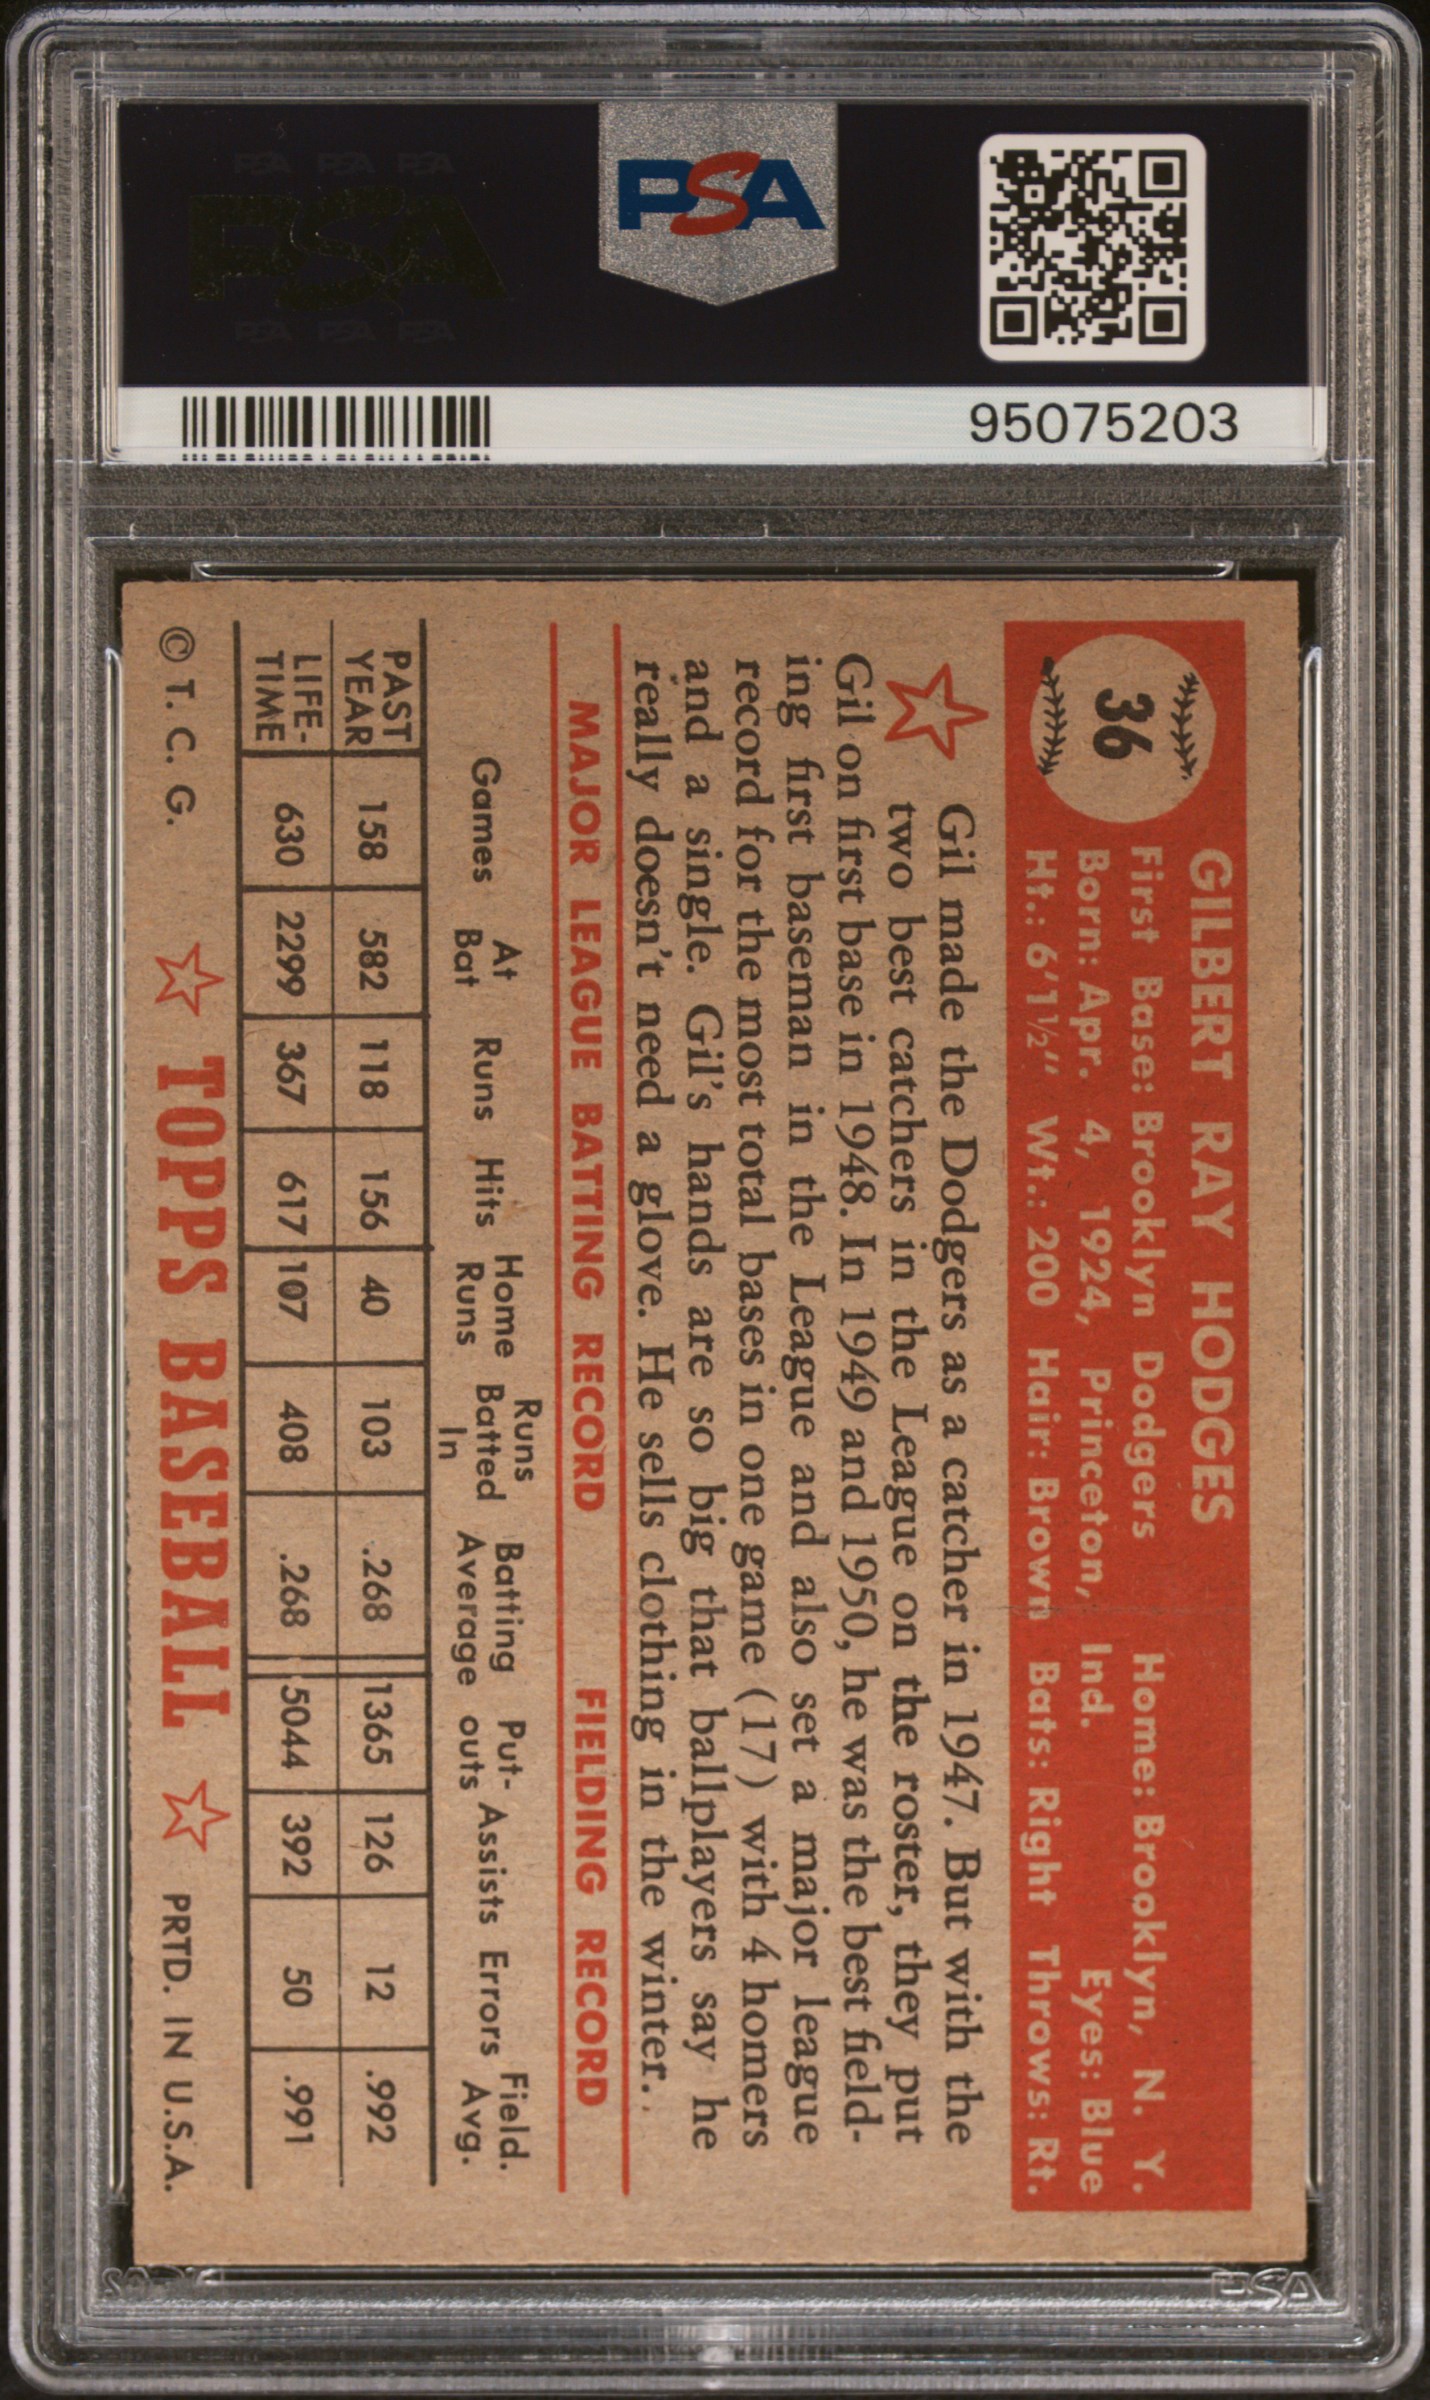 PSA PSA PSA
PSA
PSA PSA PSA
PSA
95075203
36
GILBERT RAY HODGES
First Base: Brooklyn Dodgers Home: Brooklyn, N. Y.
Born: Apr. 4, 1924, Princeton, Ind. Eyes: Blue
Ht.: 6'1½" Wt.: 200 Hair: Brown Bats: Right Throws: Rt.
Gil made the Dodgers as a catcher in 1947. But with the
two best catchers in the League on the roster, they put
Gil on first base in 1948. In 1949 and 1950, he was the best field-
ing first baseman in the League and also set a major league
record for the most total bases in one game (17) with 4 homers
and a single. Gil's hands are so big that ballplayers say he
really doesn't need a glove. He sells clothing in the winter.
MAJOR LEAGUE BATTING RECORD FIELDING RECORD
Games At Bat Runs Hits Home Runs Runs Batted In Batting Average Put-outs Assists Errors Field. Avg.
PAST YEAR 158 582 118 156 40 103 .268 1365 126 12 .992
LIFE-TIME 630 2299 367 617 107 408 .268 5044 392 50 .991
© T. C. G. TOPPS BASEBALL PRTD. IN U.S.A.
PSA